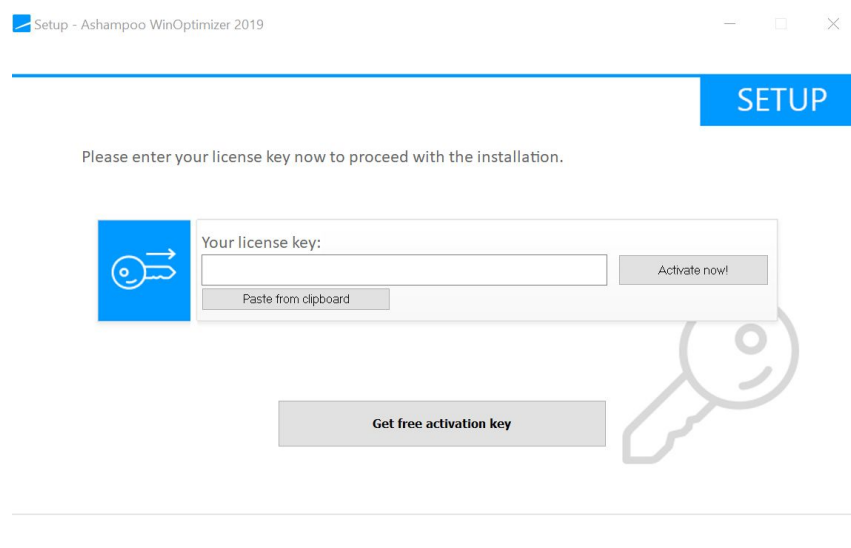 Setup - Ashampoo WinOptimizer 2019
SETUP
Please enter your license key now to proceed with the installation.
Your license key:
Activate now!
Paste from clipboard
Get free activation key